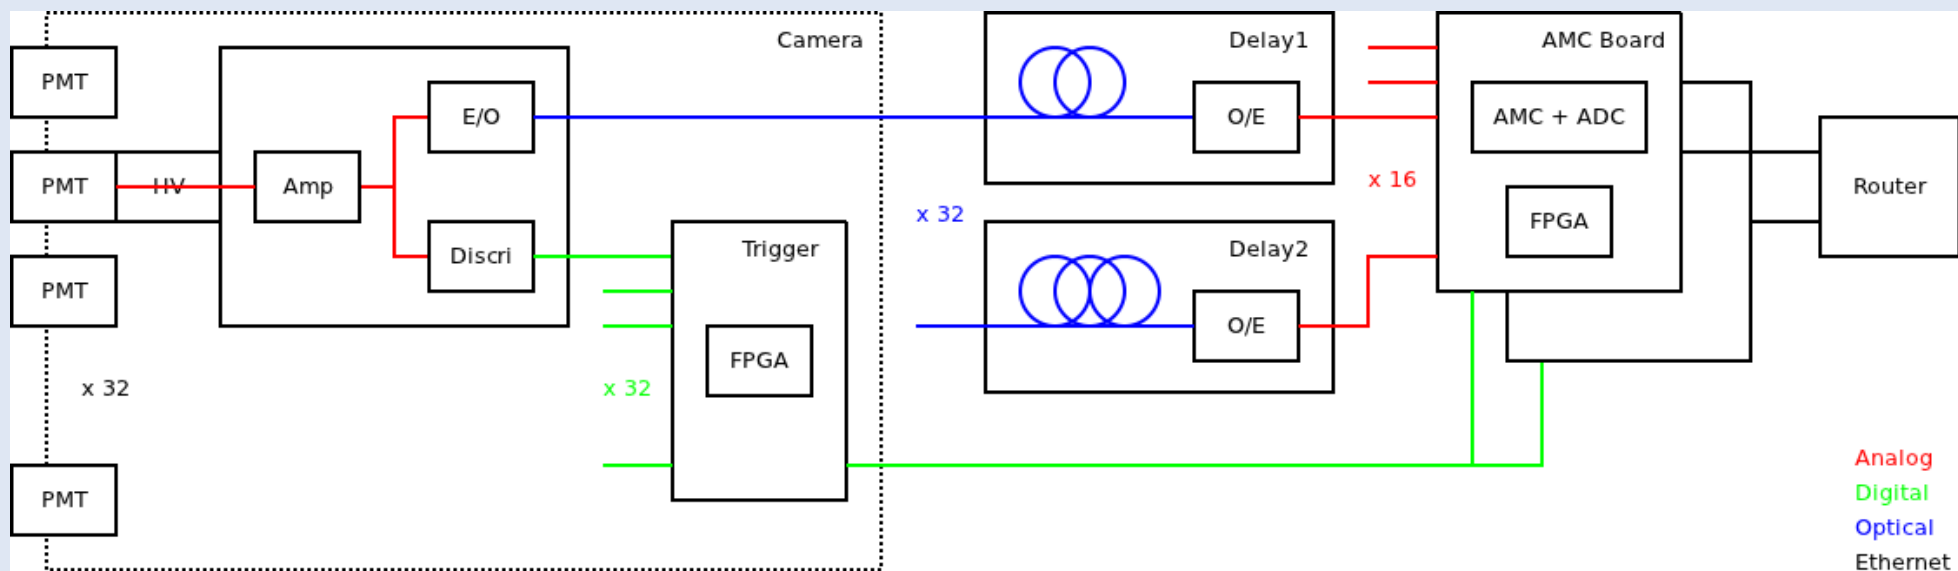 Camera
Delay1
AMC Board
PMT
E/O
O/E
AMC + ADC
PMT
HV
Amp
x 16
Router
x 32
FPGA
Discri
Trigger
Delay2
PMT
O/E
FPGA
x 32
x 32
Analog
PMT
Digital
Optical
Ethernet